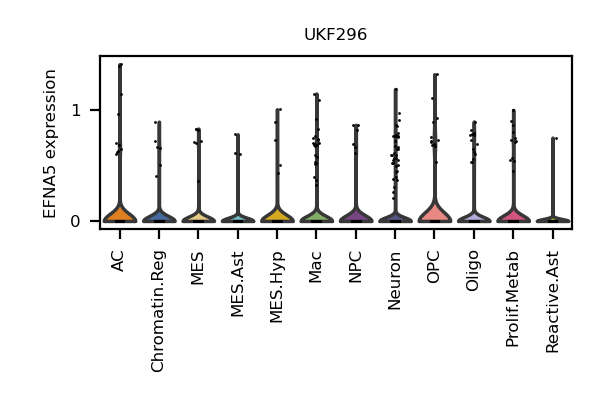 UKF296
EFNA5 expression
1
0
AC
Chromatin.Reg
MES
MES.Ast
MES.Hyp
Mac
NPC
Neuron
OPC
Oligo
Prolif.Metab
Reactive.Ast